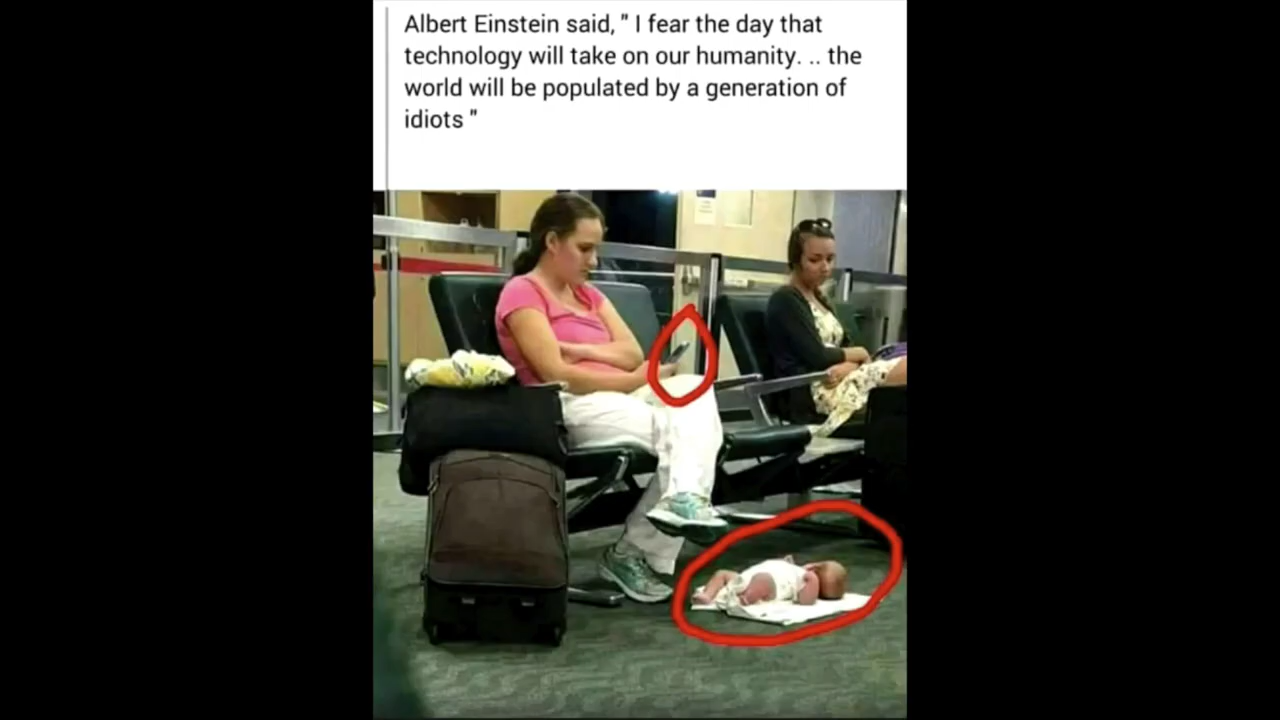 Albert Einstein said, " I fear the day that
technology will take on our humanity. .. the
world will be populated by a generation of
idiots "